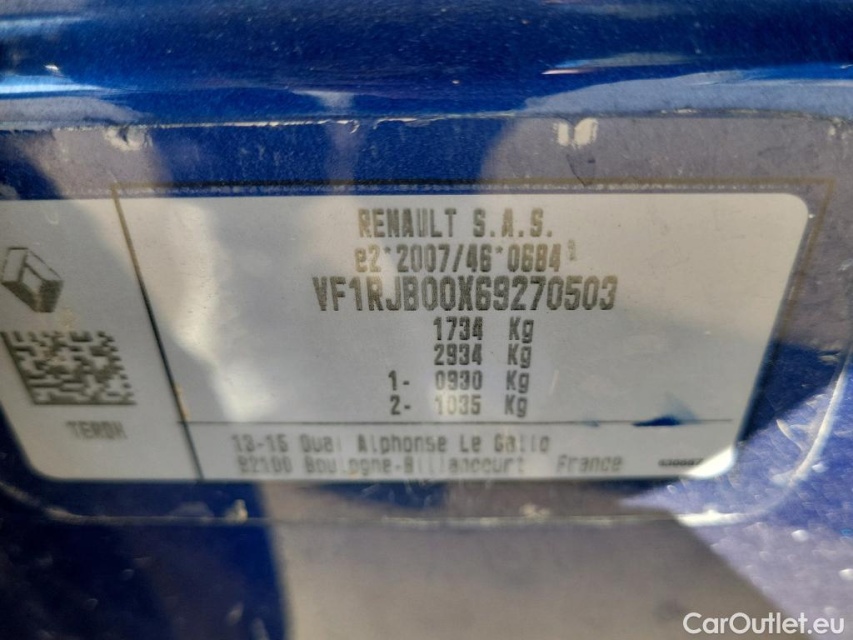 RENAULT S.A.S.
e2*2007/46*0684
VF1RJB00X69270503
1734 Kg
2934 Kg
1- 0930 Kg
2- 1035 Kg
TERQH
13-15 Quai Alphonse Le Gallo
92100 Boulogne-Billancourt France
CarOutlet.eu